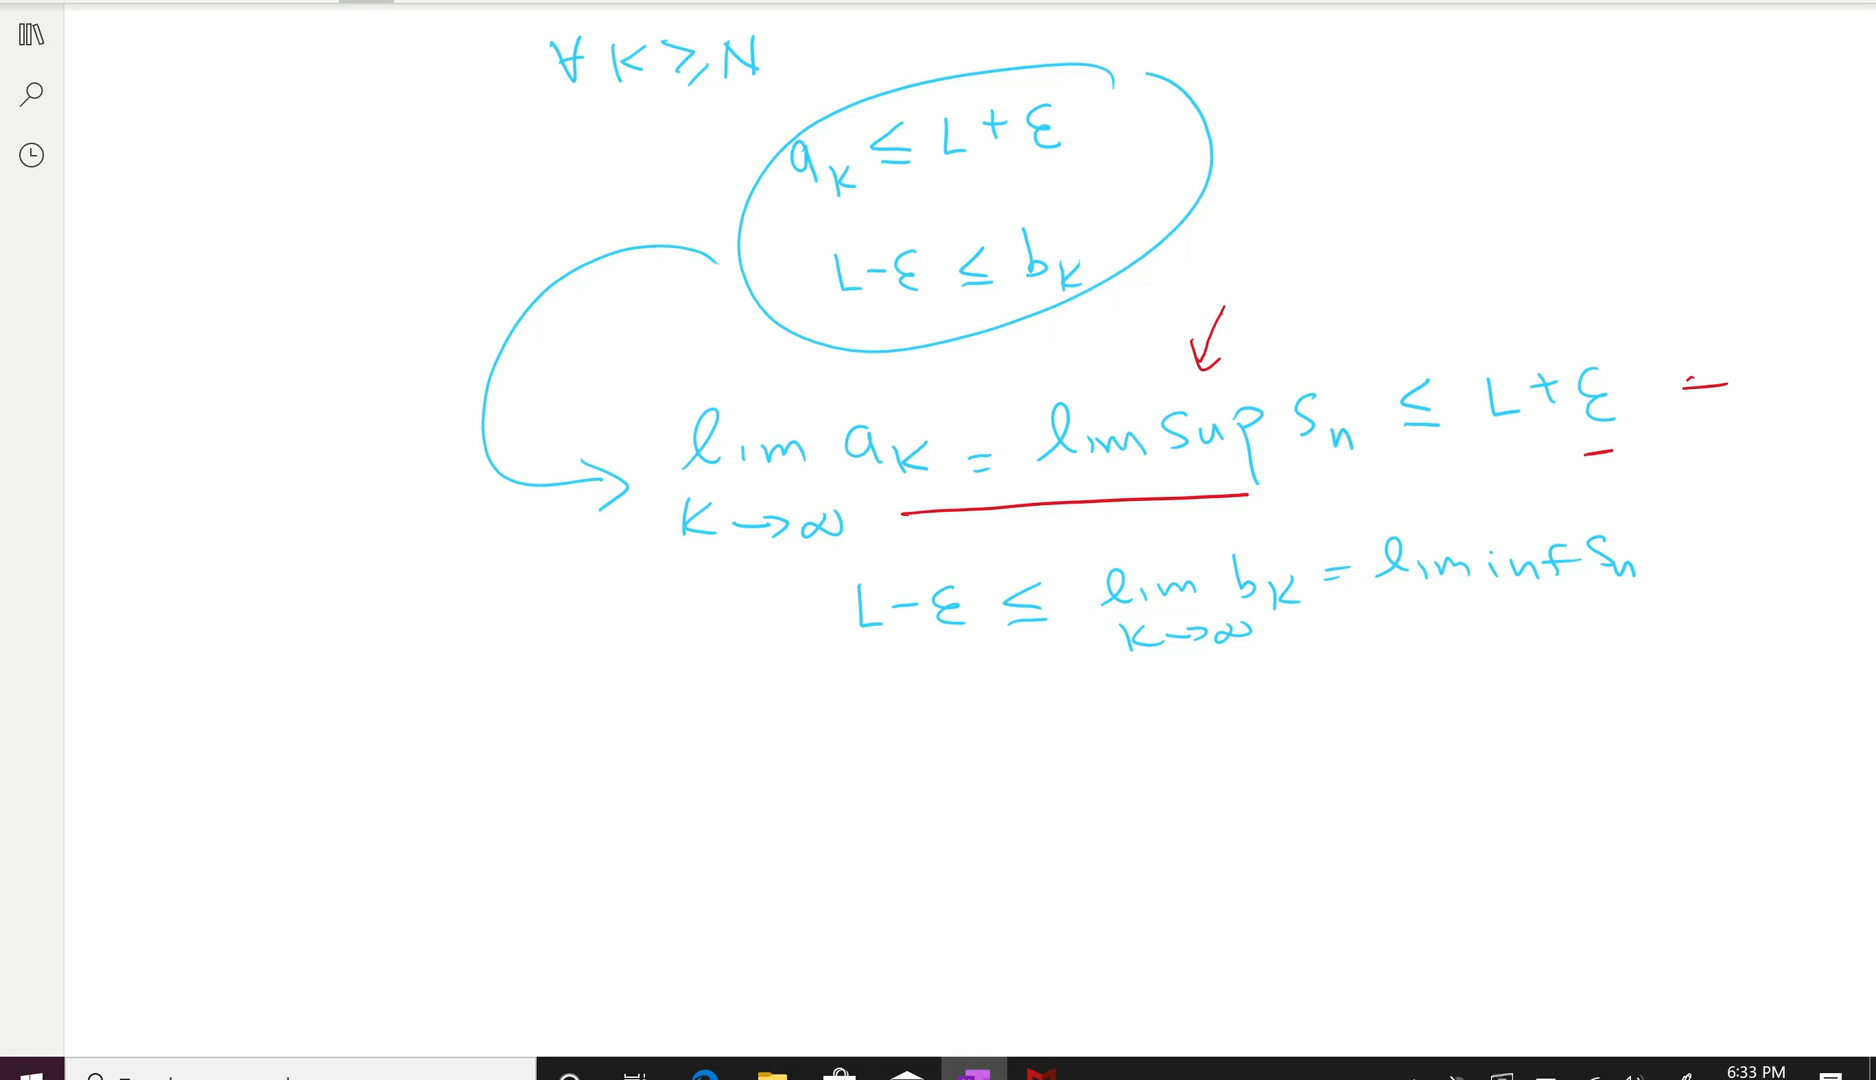 ∀ K ≥ N
a_K ≤ L + ε
L - ε ≤ b_K
lim a_K = lim sup s_n ≤ L + ε
K → ∞
L - ε ≤ lim b_K = lim inf s_n
K → ∞
6:33 PM